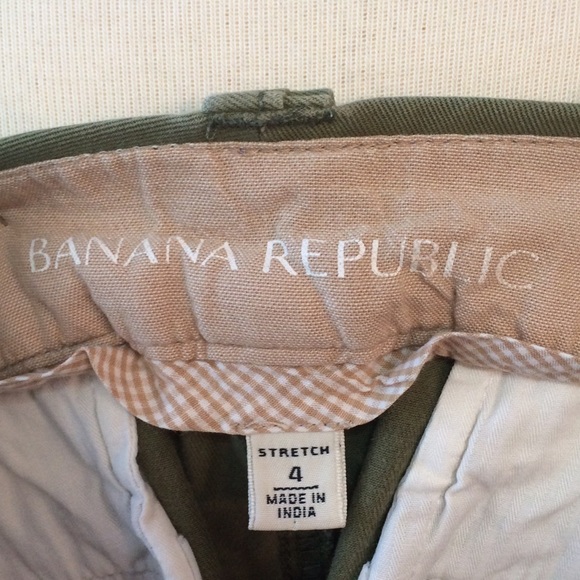 BANANA REPUBLIC
STRETCH
4
MADE IN
INDIA